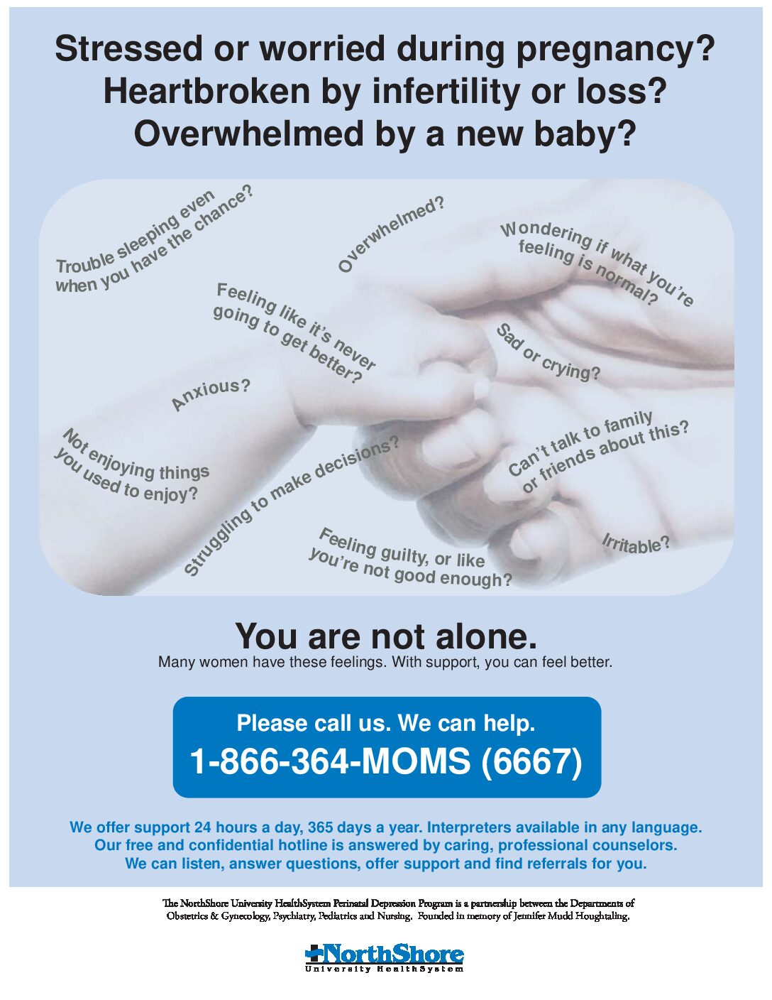 Stressed or worried during pregnancy?
Heartbroken by infertility or loss?
Overwhelmed by a new baby?
Trouble sleeping even
when you have the chance?
Overwhelmed?
Wondering if what you're
feeling is normal?
Feeling like it's never
going to get better?
Sad or crying?
Anxious?
Not enjoying things
you used to enjoy?
Struggling to make decisions?
Can't talk to family
or friends about this?
Feeling guilty, or like
you're not good enough?
Irritable?
You are not alone.
Many women have these feelings. With support, you can feel better.
Please call us. We can help.
1-866-364-MOMS (6667)
We offer support 24 hours a day, 365 days a year. Interpreters available in any language.
Our free and confidential hotline is answered by caring, professional counselors.
We can listen, answer questions, offer support and find referrals for you.
The NorthShore University HealthSystem Perinatal Depression Program is a partnership between the Departments of
Obstetrics & Gynecology, Psychiatry, Pediatrics and Nursing. Founded in memory of Jennifer Mudd Houghtaling.
NorthShore
University HealthSystem